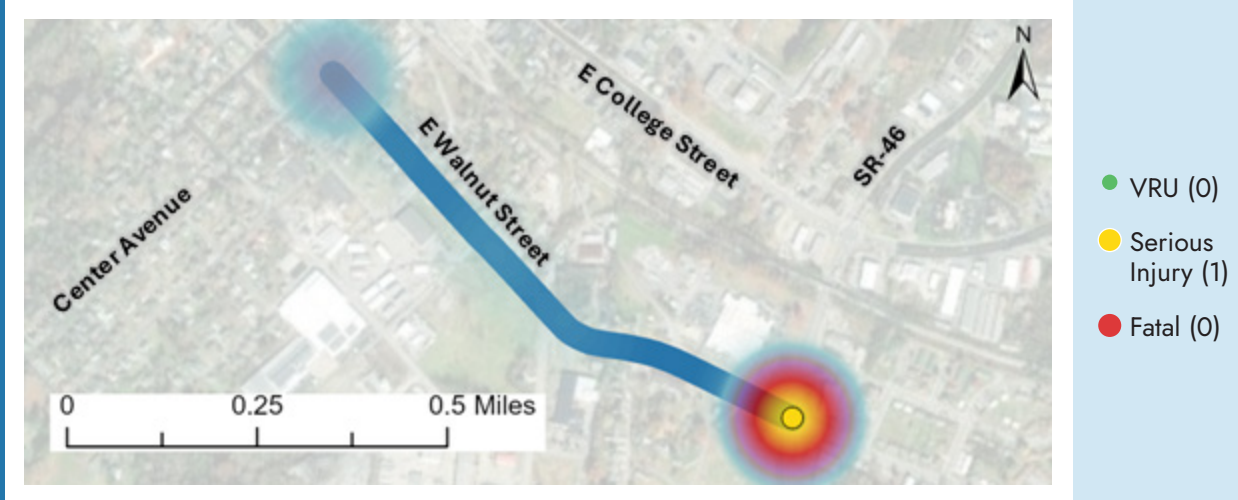 N
E College Street
SR-46
E Walnut Street
Center Avenue
0 0.25 0.5 Miles
VRU (0)
Serious
Injury (1)
Fatal (0)